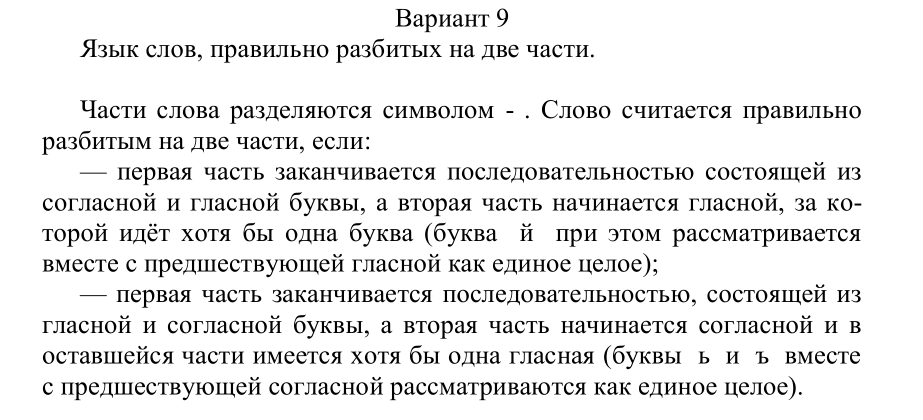 Вариант 9
Язык слов, правильно разбитых на две части.
Части слова разделяются символом - . Слово считается правильно
разбитым на две части, если:
— первая часть заканчивается последовательностью состоящей из
согласной и гласной буквы, а вторая часть начинается гласной, за ко-
торой идёт хотя бы одна буква (буква й при этом рассматривается
вместе с предшествующей гласной как единое целое);
— первая часть заканчивается последовательностью, состоящей из
гласной и согласной буквы, а вторая часть начинается согласной и в
оставшейся части имеется хотя бы одна гласная (буквы ь и ъ вместе
с предшествующей согласной рассматриваются как единое целое).